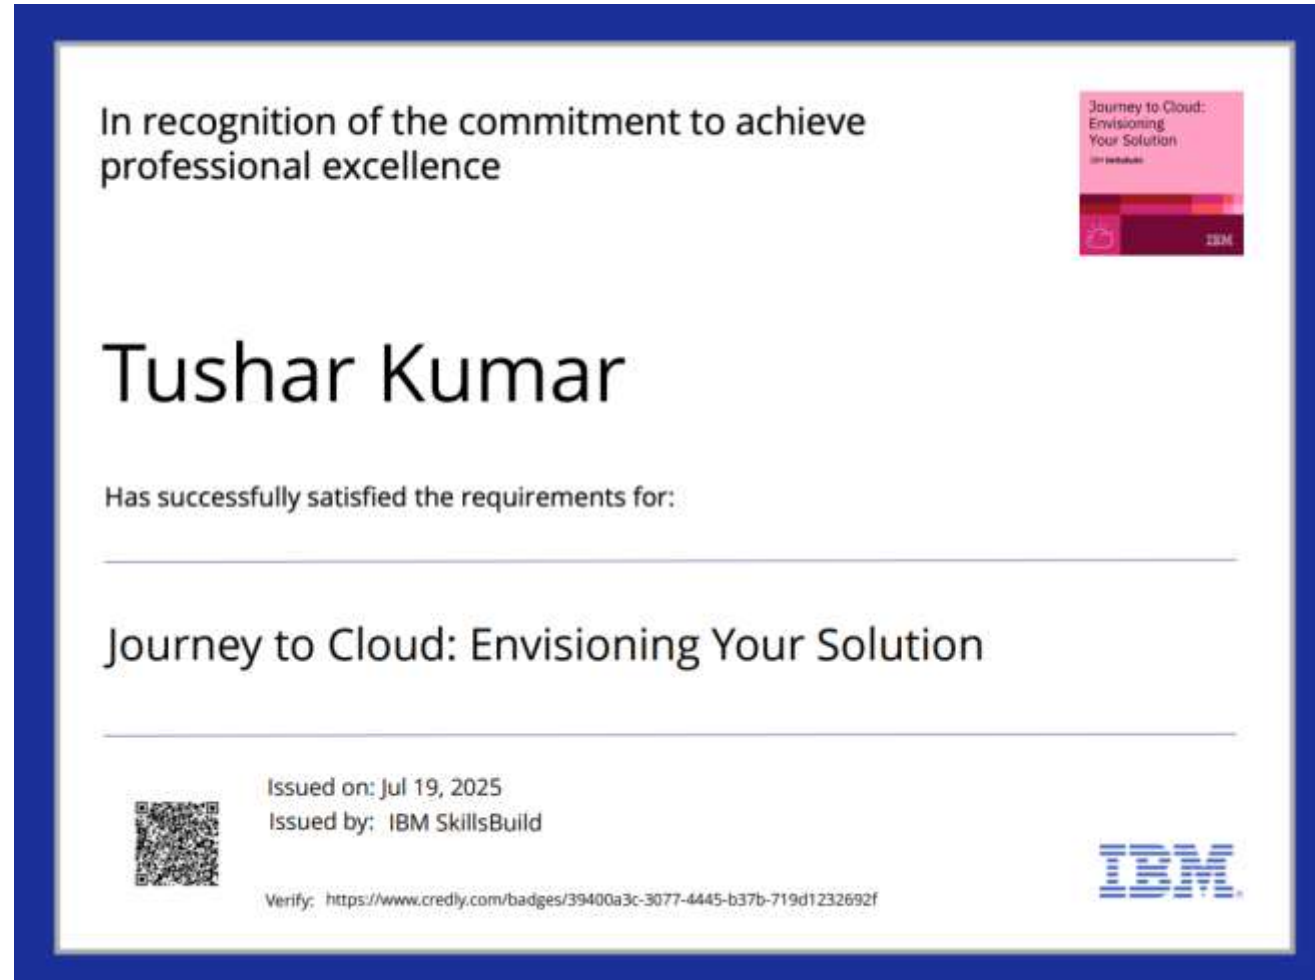 In recognition of the commitment to achieve
professional excellence
Journey to Cloud:
Envisioning
Your Solution
IBM SkillsBuild
IBM
Tushar Kumar
Has successfully satisfied the requirements for:
Journey to Cloud: Envisioning Your Solution
Issued on: Jul 19, 2025
Issued by: IBM SkillsBuild
Verify: https://www.credly.com/badges/39400a3c-3077-4445-b37b-719d1232692f
IBM.